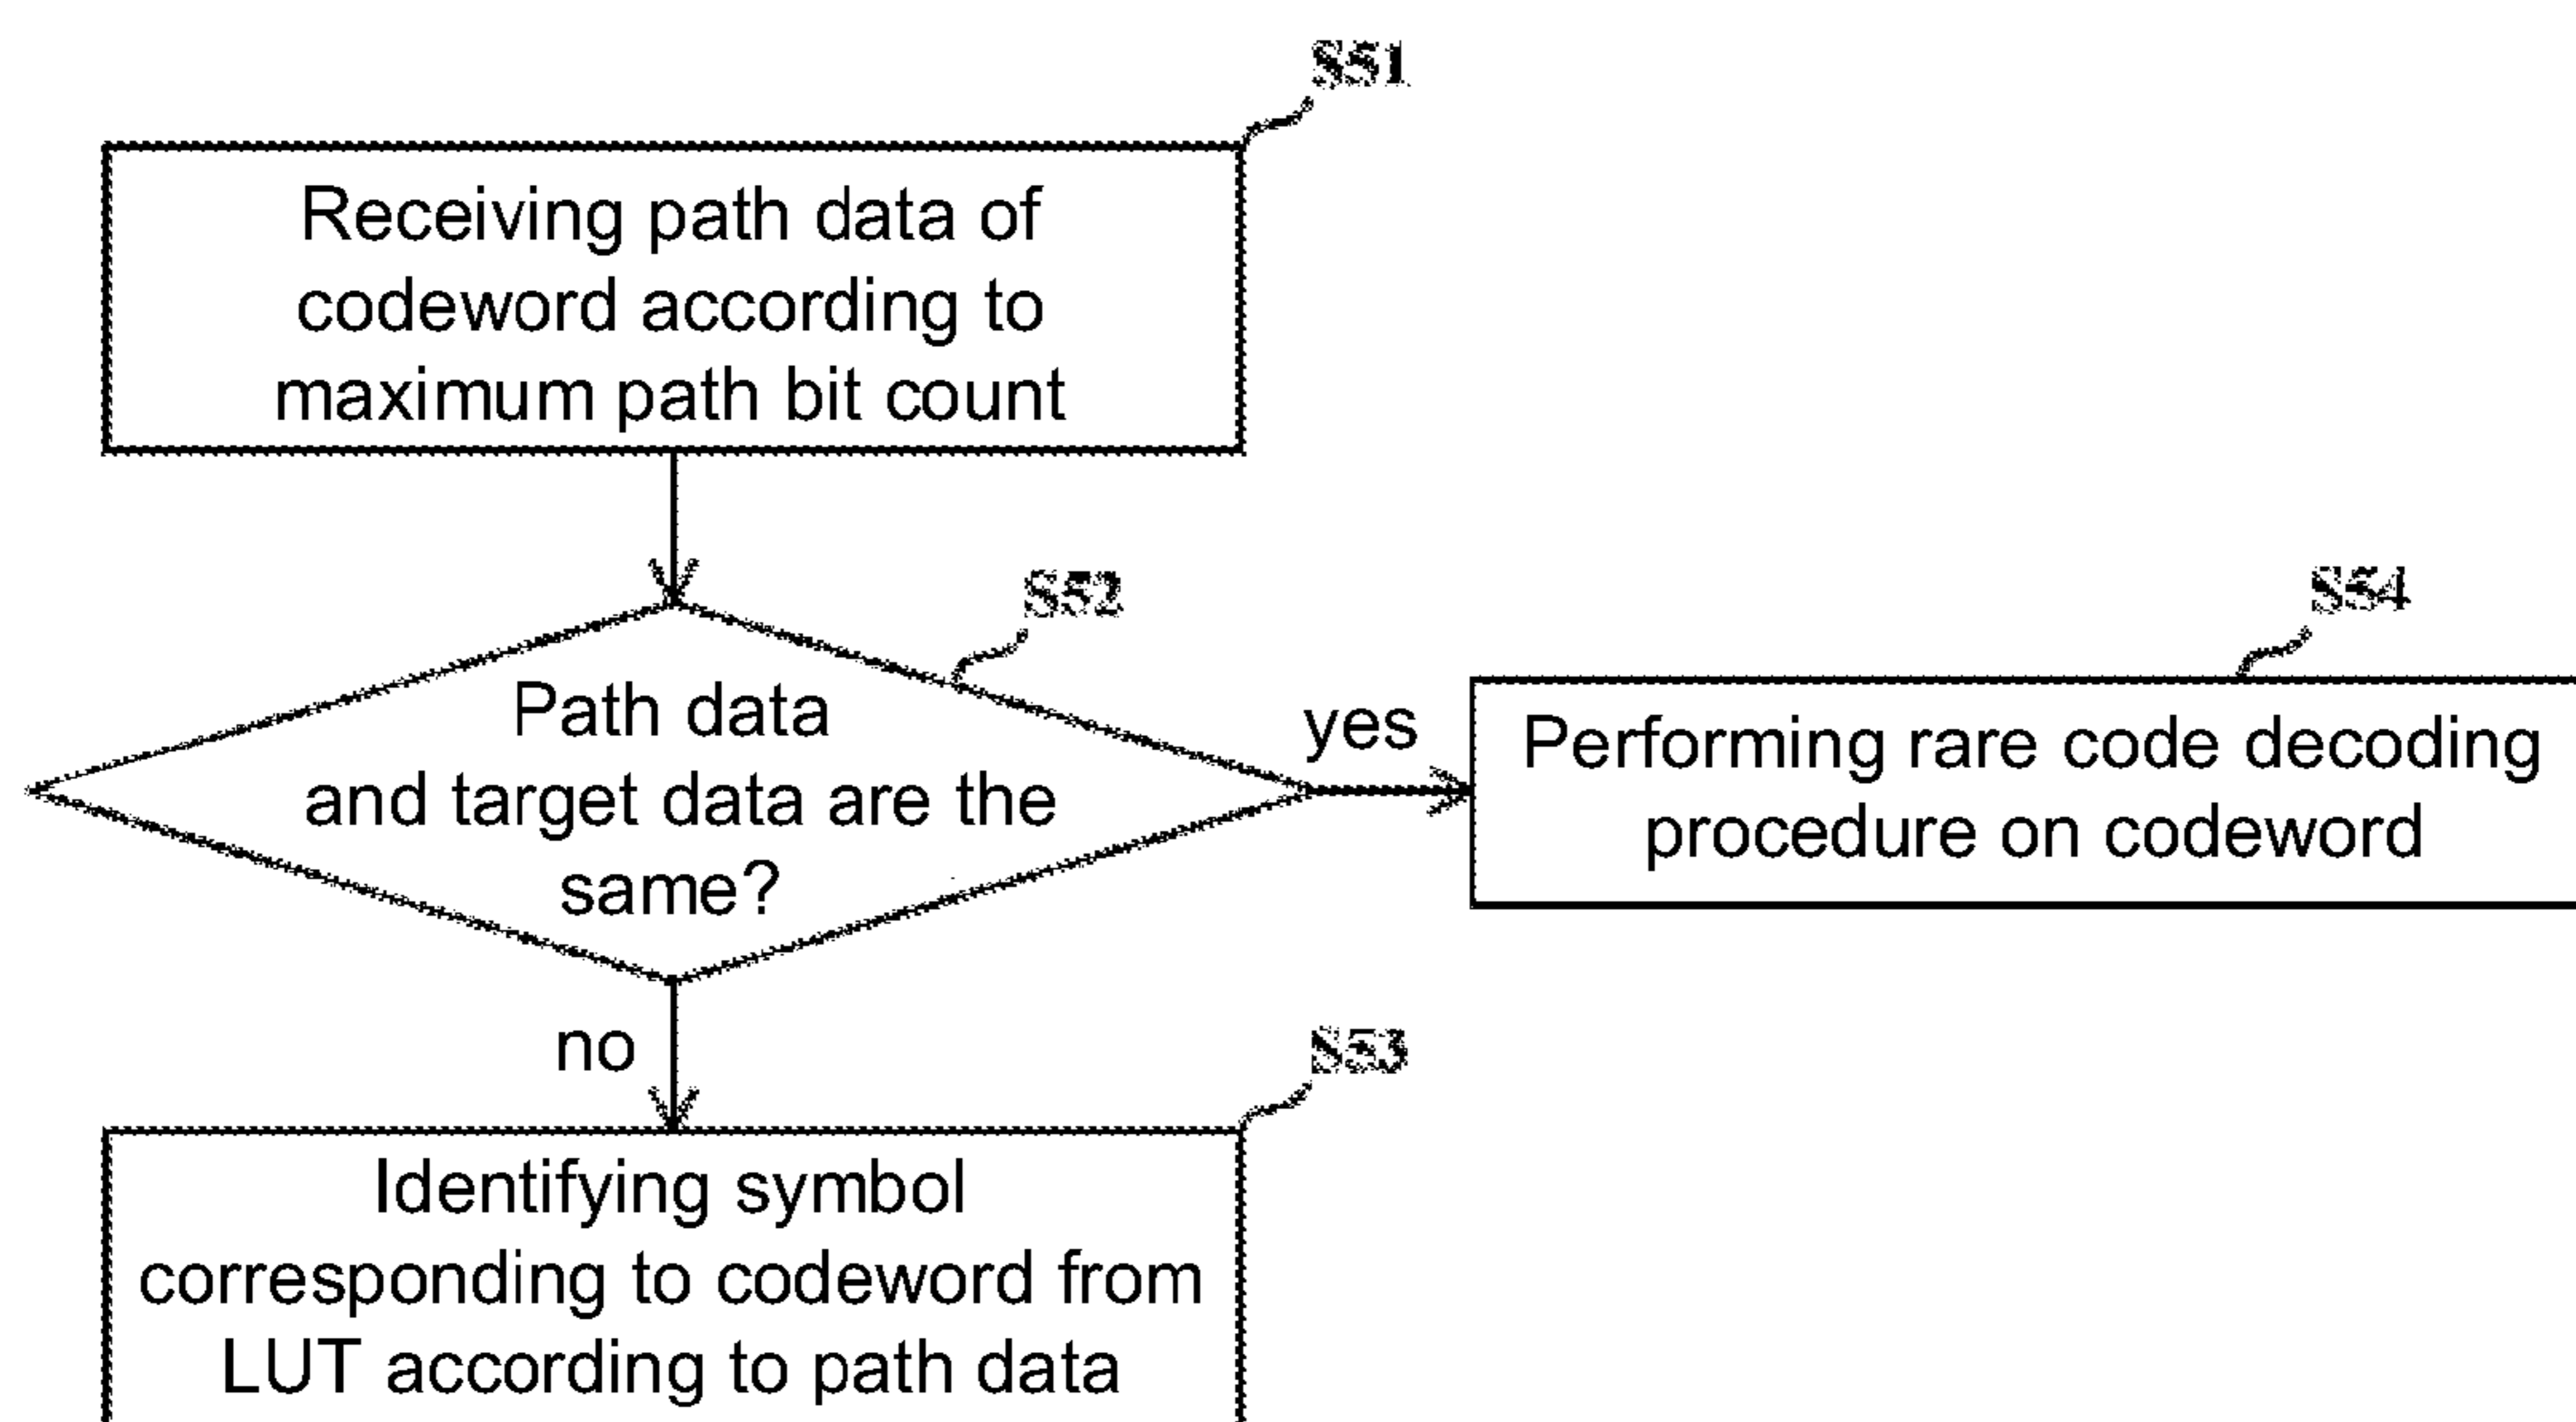 S51
Receiving path data of
codeword according to
maximum path bit count
S52
Path data
and target data are the
same?
yes
S54
Performing rare code decoding
procedure on codeword
no
S53
Identifying symbol
corresponding to codeword from
LUT according to path data